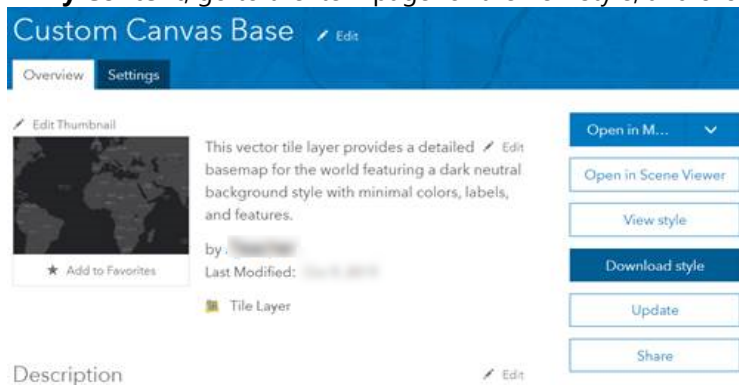 Custom Canvas Base Edit
Overview Settings
Edit Thumbnail
This vector tile layer provides a detailed Edit
basemap for the world featuring a dark neutral
background style with minimal colors, labels,
and features.
by
Last Modified:
Add to Favorites
Tile Layer
Description Edit
Open in M...
Open in Scene Viewer
View style
Download style
Update
Share